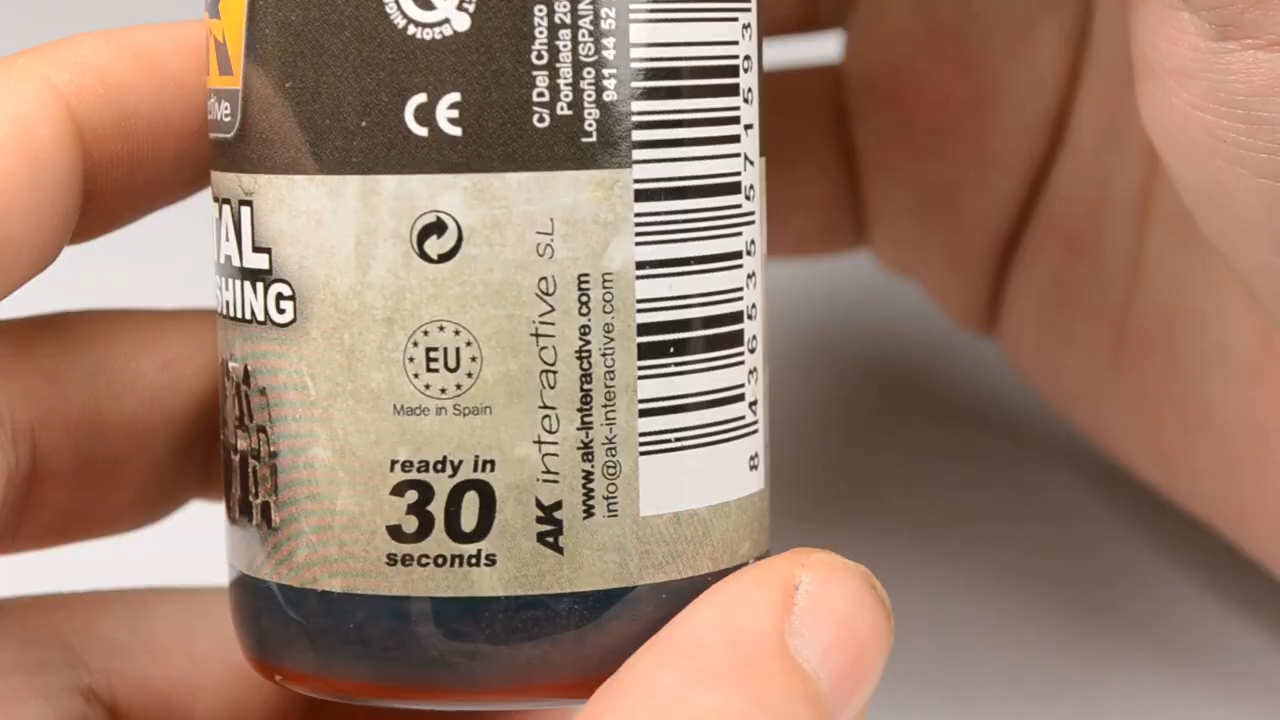 B2014
C/ Del Chozo
Portalada 26
Logroño (SPAIN
941 44 52
CE
TAL
SHING
EU
Made in Spain
ready in
30
seconds
AK interactive S.L
www.ak-interactive.com
info@ak-interactive.com
8 436535 571593